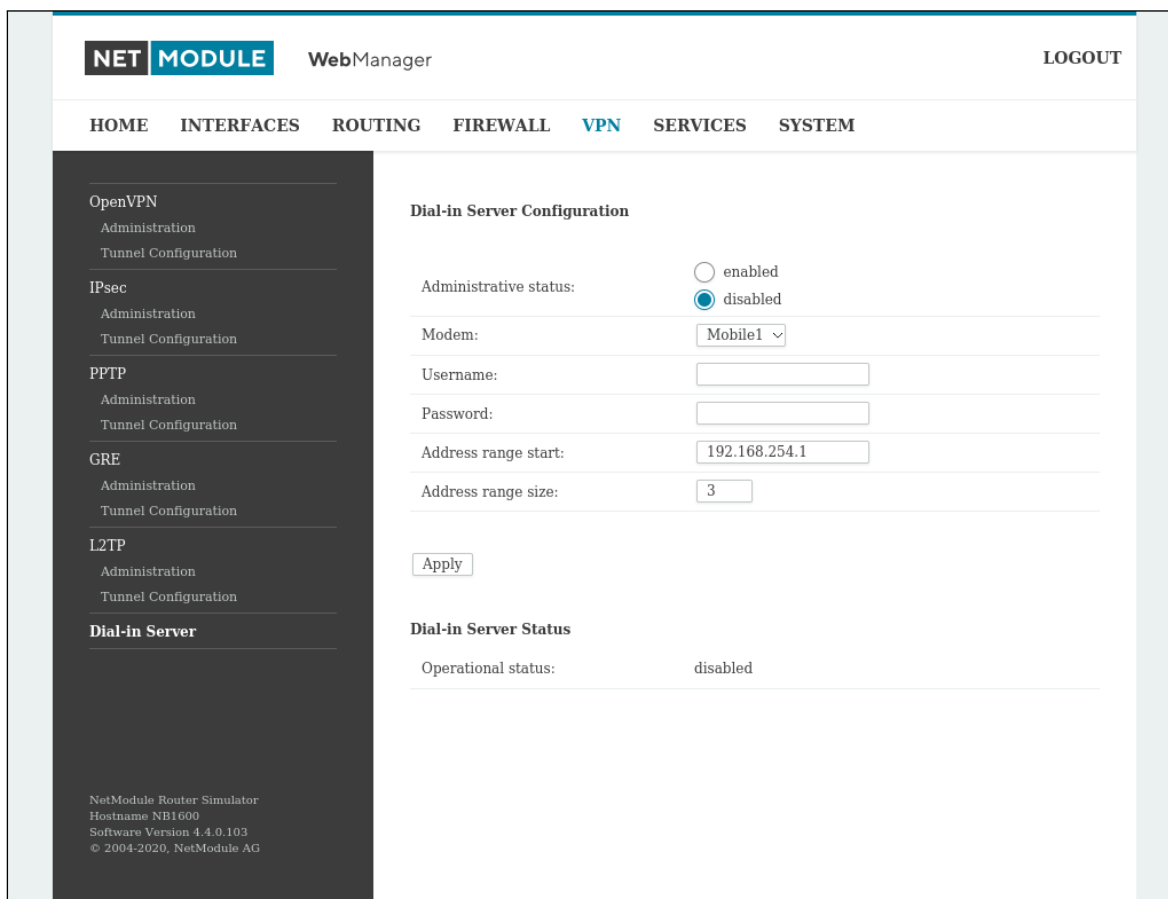 NET MODULE WebManager LOGOUT
HOME INTERFACES ROUTING FIREWALL VPN SERVICES SYSTEM
OpenVPN
Administration
Tunnel Configuration
IPsec
Administration
Tunnel Configuration
PPTP
Administration
Tunnel Configuration
GRE
Administration
Tunnel Configuration
L2TP
Administration
Tunnel Configuration
Dial-in Server
NetModule Router Simulator
Hostname NB1600
Software Version 4.4.0.103
© 2004-2020, NetModule AG
Dial-in Server Configuration
Administrative status: enabled
disabled
Modem: Mobile1
Username:
Password:
Address range start: 192.168.254.1
Address range size: 3
Apply
Dial-in Server Status
Operational status: disabled